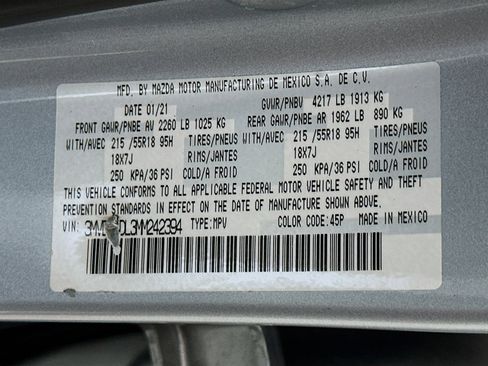 MFD. BY MAZDA MOTOR MANUFACTURING DE MEXICO S.A. DE C.V.
DATE 01/21 GVWR/PNBV 4217 LB 1913 KG
FRONT GAWR/PNBE AV 2260 LB 1025 KG REAR GAWR/PNBE AR 1962 LB 890 KG
WITH/AVEC 215 /55R18 95H TIRES/PNEUS WITH/AVEC 215 /55R18 95H TIRES/PNEUS
18X7J RIMS/JANTES 18X7J RIMS/JANTES
250 KPA/36 PSI COLD/A FROID 250 KPA/36 PSI COLD/A FROID
THIS VEHICLE CONFORMS TO ALL APPLICABLE FEDERAL MOTOR VEHICLE SAFETY AND THEFT
PREVENTION STANDARDS IN EFFECT ON THE DATE OF MANUFACTURE SHOWN ABOVE.
VIN: TYPE:MPV COLOR CODE:45P MADE IN MEXICO